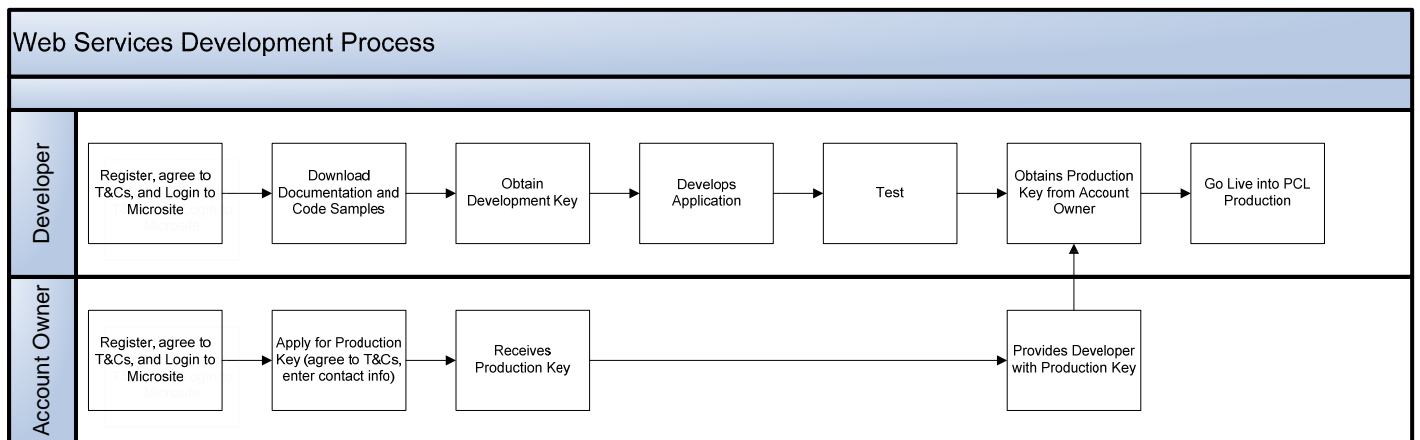 Web Services Development Process
Developer
Register, agree to
T&Cs, and Login to
Microsite
Download
Documentation and
Code Samples
Obtain
Development Key
Develops
Application
Test
Obtains Production
Key from Account
Owner
Go Live into PCL
Production
Account Owner
Register, agree to
T&Cs, and Login to
Microsite
Apply for Production
Key (agree to T&Cs,
enter contact info)
Receives
Production Key
Provides Developer
with Production Key